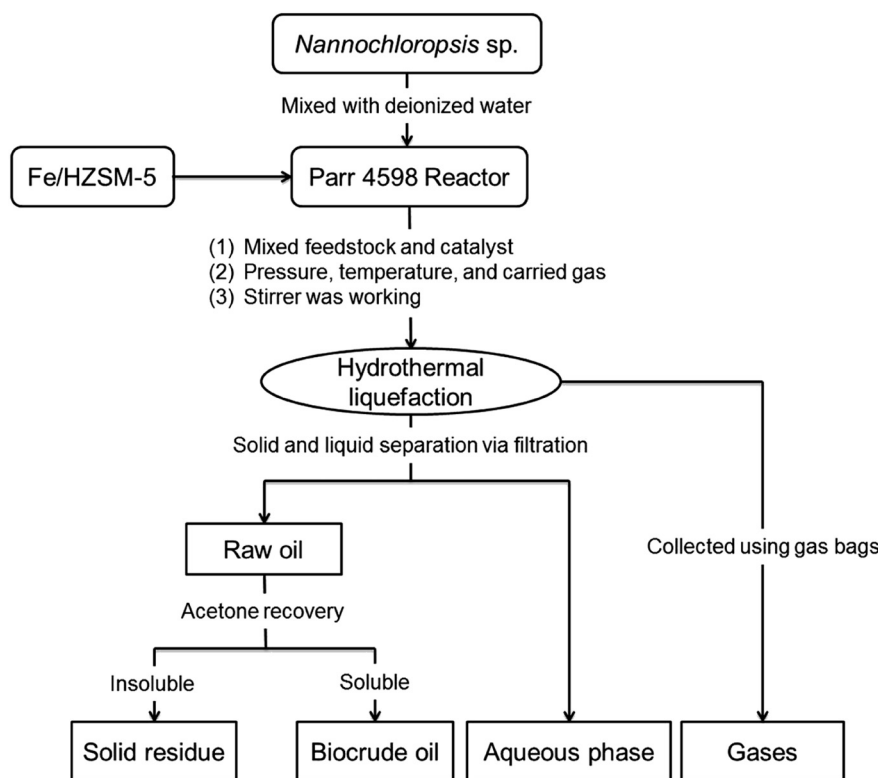 Nannochloropsis sp.
Mixed with deionized water
Fe/HZSM-5
Parr 4598 Reactor
(1) Mixed feedstock and catalyst
(2) Pressure, temperature, and carried gas
(3) Stirrer was working
Hydrothermal
liquefaction
Solid and liquid separation via filtration
Raw oil
Collected using gas bags
Acetone recovery
Insoluble
Soluble
Solid residue
Biocrude oil
Aqueous phase
Gases